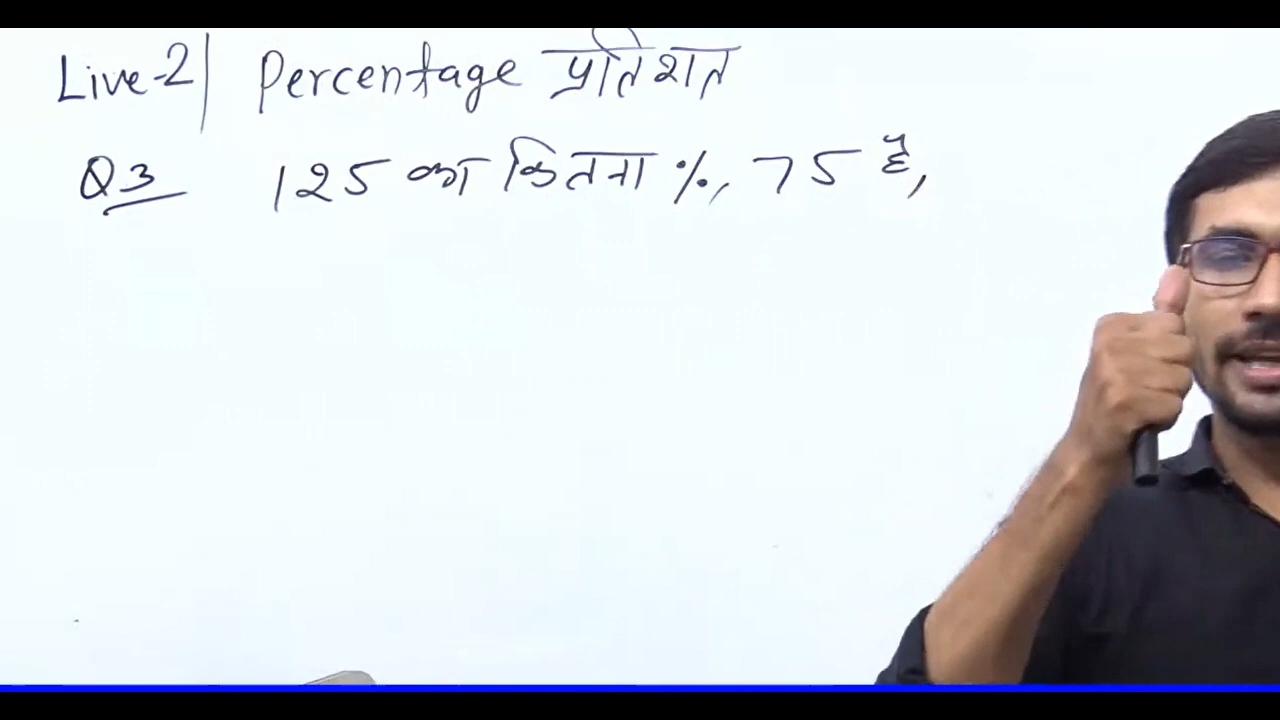 Live-2| Percentage प्रतिशत
Q3 125 का कितना %, 75 है,